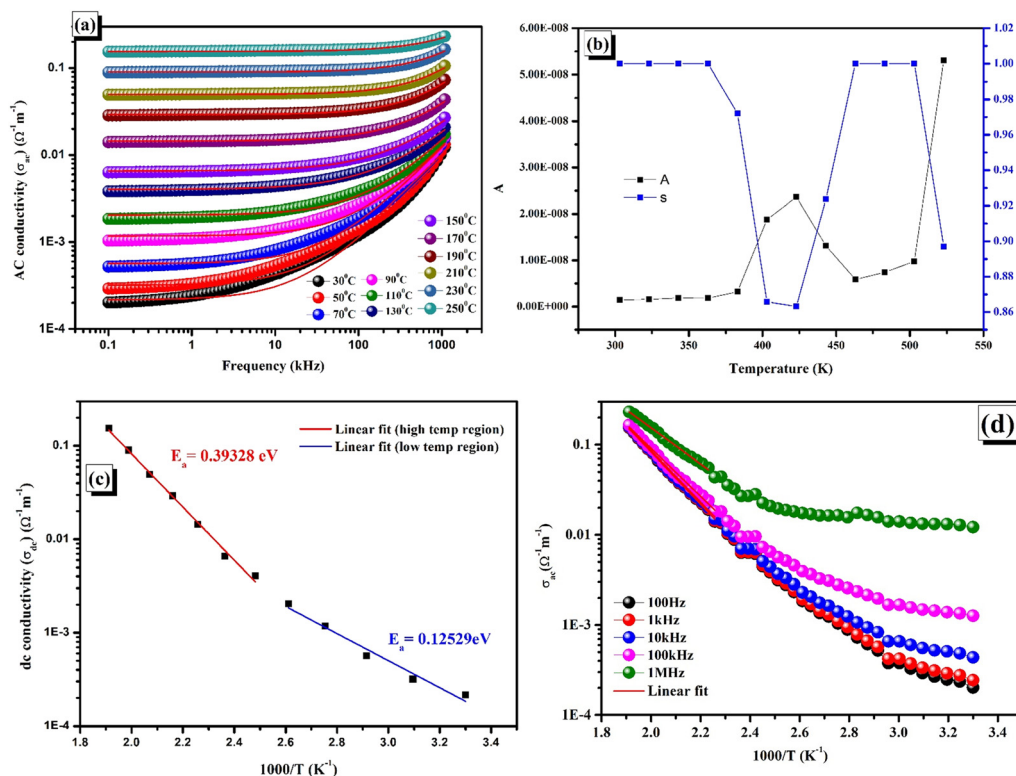 (a)
AC conductivity (σac) (Ω-1m-1)
0.1
0.01
1E-3
1E-4
150⁰C
170⁰C
190⁰C
210⁰C
30⁰C 90⁰C 230⁰C
50⁰C 110⁰C 250⁰C
70⁰C 130⁰C
0.1 1 10 100 1000
Frequency (kHz)
(b)
A
6.00E-008
5.00E-008
4.00E-008
3.00E-008
2.00E-008
1.00E-008
0.00E+000
A
s
1.02
1.00
0.98
0.96
0.94
0.92
0.90
0.88
0.86
300 350 400 450 500 550
Temperature (K)
(c)
dc conductivity (σdc) (Ω-1m-1)
0.1
0.01
1E-3
1E-4
Linear fit (high temp region)
Linear fit (low temp region)
Ea= 0.39328 eV
Ea= 0.12529eV
1.8 2.0 2.2 2.4 2.6 2.8 3.0 3.2 3.4
1000/T (K-1)
(d)
σac(Ω-1m-1)
0.1
0.01
1E-3
1E-4
100Hz
1kHz
10kHz
100kHz
1MHz
Linear fit
1.8 2.0 2.2 2.4 2.6 2.8 3.0 3.2 3.4
1000/T (K-1)